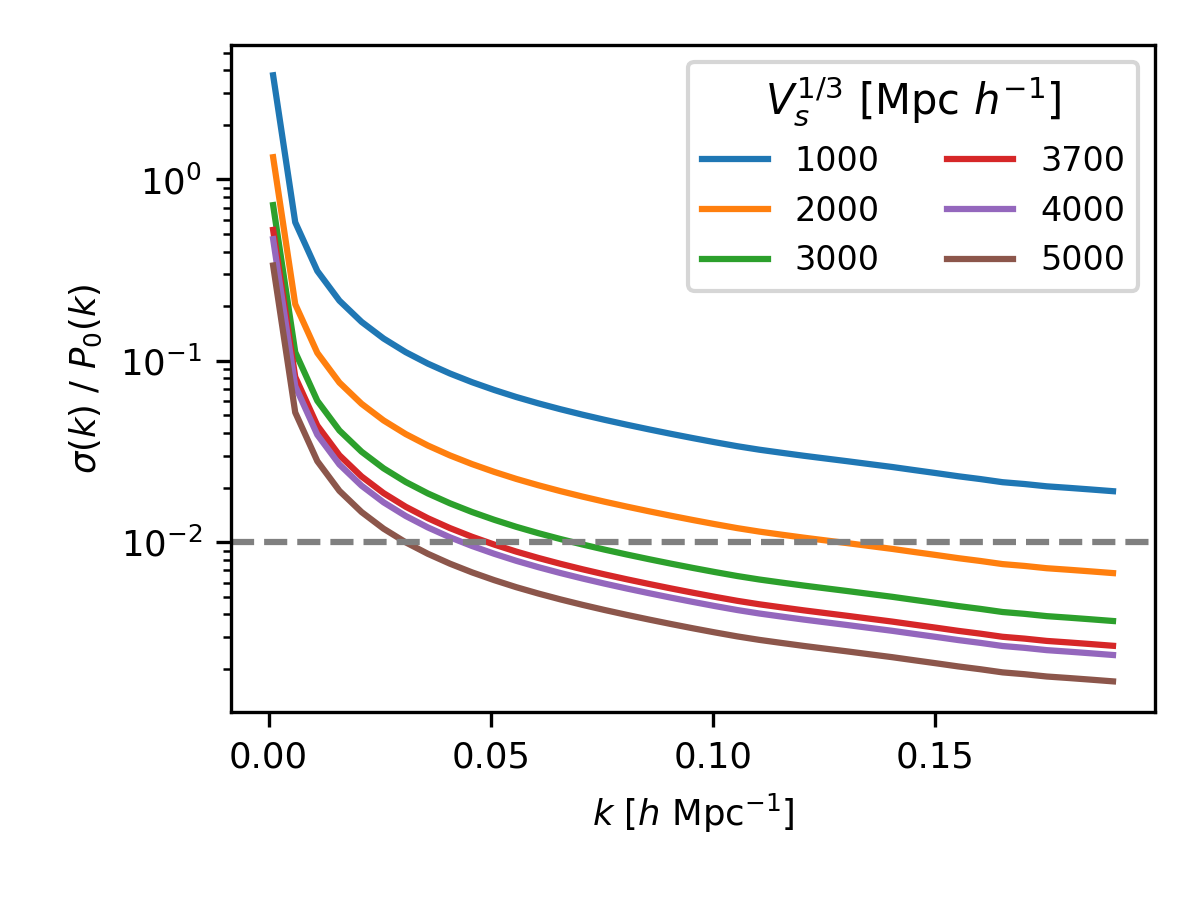 V_s^{1/3} [Mpc h^{-1}]
1000 3700
2000 4000
3000 5000
10^0
10^{-1}
10^{-2}
σ(k) / P_0(k)
0.00 0.05 0.10 0.15
k [h Mpc^{-1}]